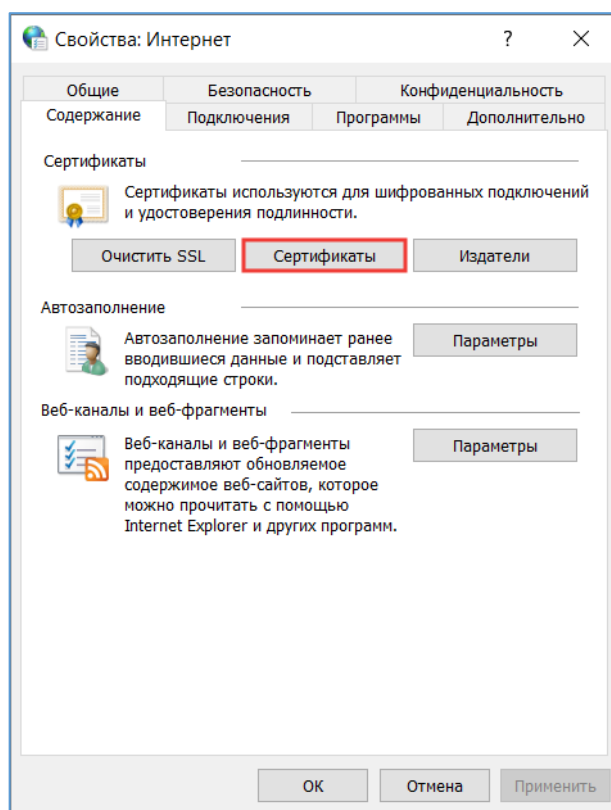 Свойства: Интернет
Общие Безопасность Конфиденциальность
Содержание Подключения Программы Дополнительно
Сертификаты
Сертификаты используются для шифрованных подключений
и удостоверения подлинности.
Очистить SSL Сертификаты Издатели
Автозаполнение
Автозаполнение запоминает ранее
вводившиеся данные и подставляет
подходящие строки.
Параметры
Веб-каналы и веб-фрагменты
Веб-каналы и веб-фрагменты
предоставляют обновляемое
содержимое веб-сайтов, которое
можно прочитать с помощью
Internet Explorer и других программ.
Параметры
ОК Отмена Применить